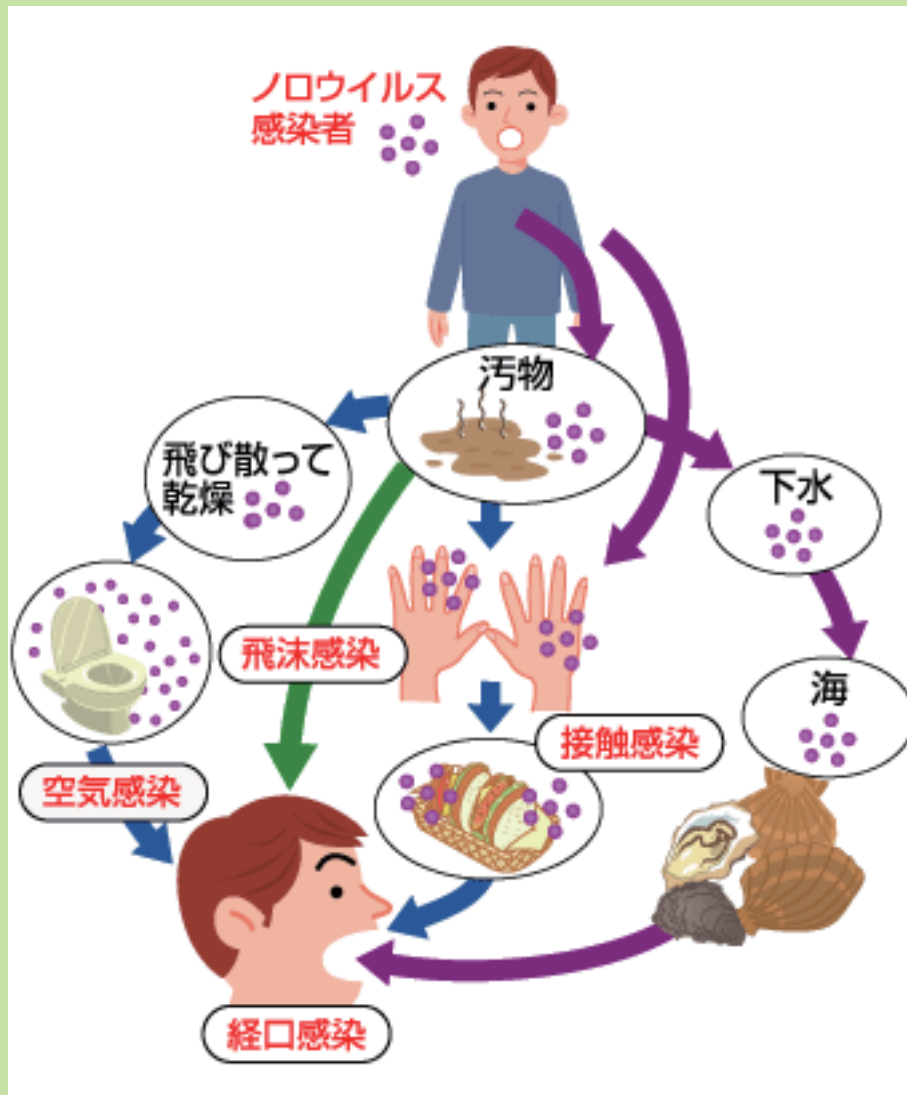 ノロウイルス
感染者
汚物
飛び散って
乾燥
下水
飛沫感染
海
接触感染
空気感染
経口感染